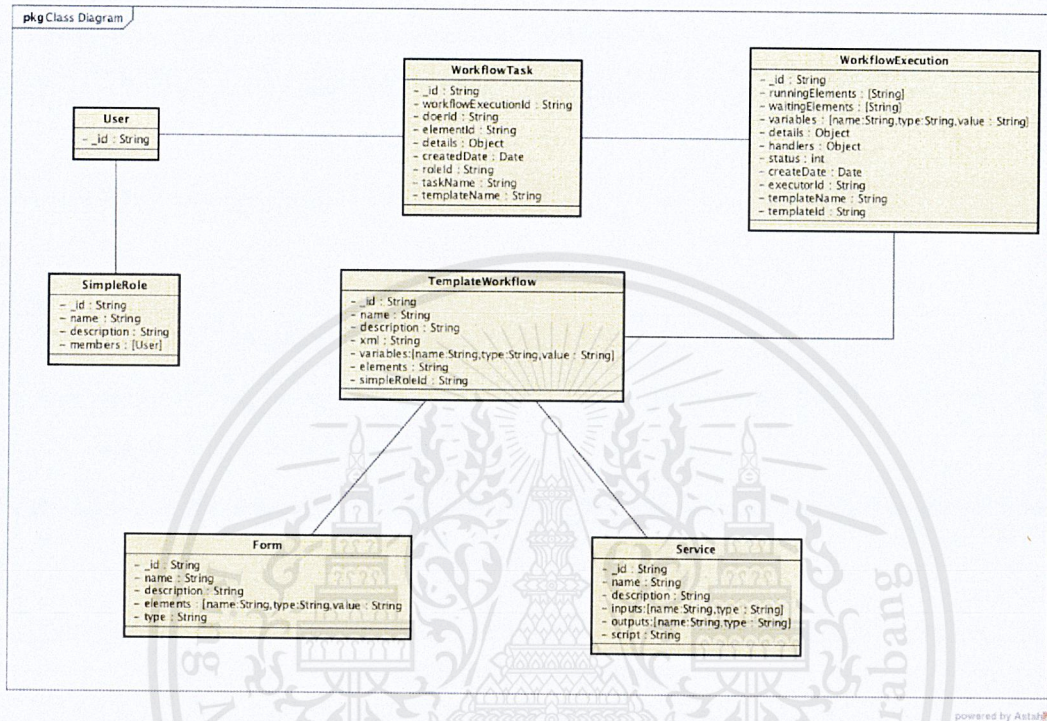 pkg Class Diagram
User
- _id : String
WorkflowTask
- _id : String
- workflowExecutionId : String
- doerId : String
- elementId : String
- details : Object
- createdDate : Date
- roleId : String
- taskName : String
- templateName : String
WorkflowExecution
- _id : String
- runningElements : [String]
- waitingElements : [String]
- variables : [name:String,type:String,value : String]
- details : Object
- handlers : Object
- status : int
- createDate : Date
- executorId : String
- templateName : String
- templateId : String
SimpleRole
- _id : String
- name : String
- description : String
- members : [User]
TemplateWorkflow
- _id : String
- name : String
- description : String
- xml : String
- variables:[name:String,type:String,value : String]
- elements : String
- simpleRoleId : String
Form
- _id : String
- name : String
- description : String
- elements : [name:String,type:String,value : String
- type : String
Service
- _id : String
- name : String
- description : String
- inputs:[name:String,type : String]
- outputs:[name:String,type : String]
- script : String
powered by Astah